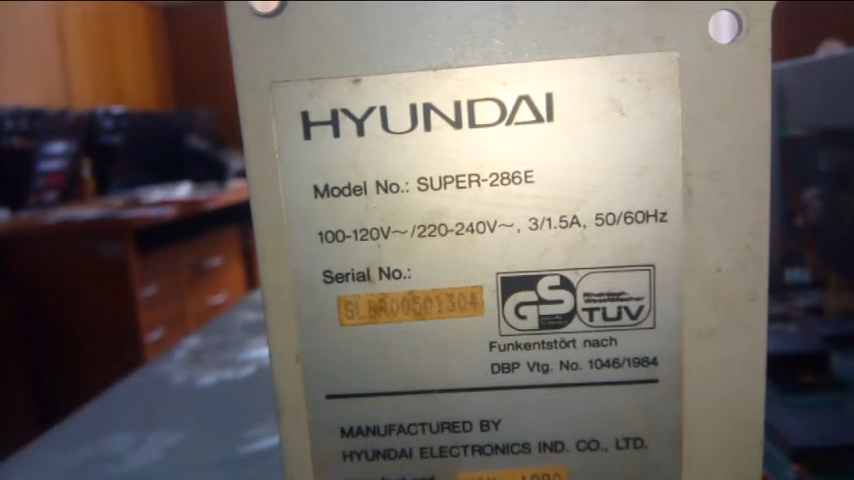 HYUNDAI
Model No.: SUPER-286E
100-120V～/220-240V～, 3/1.5A, 50/60Hz
Serial No.:
SLBR00501304
GS
TÜV
Funkentstört nach
DBP Vtg. No. 1046/1984
MANUFACTURED BY
HYUNDAI ELECTRONICS IND. CO., LTD.